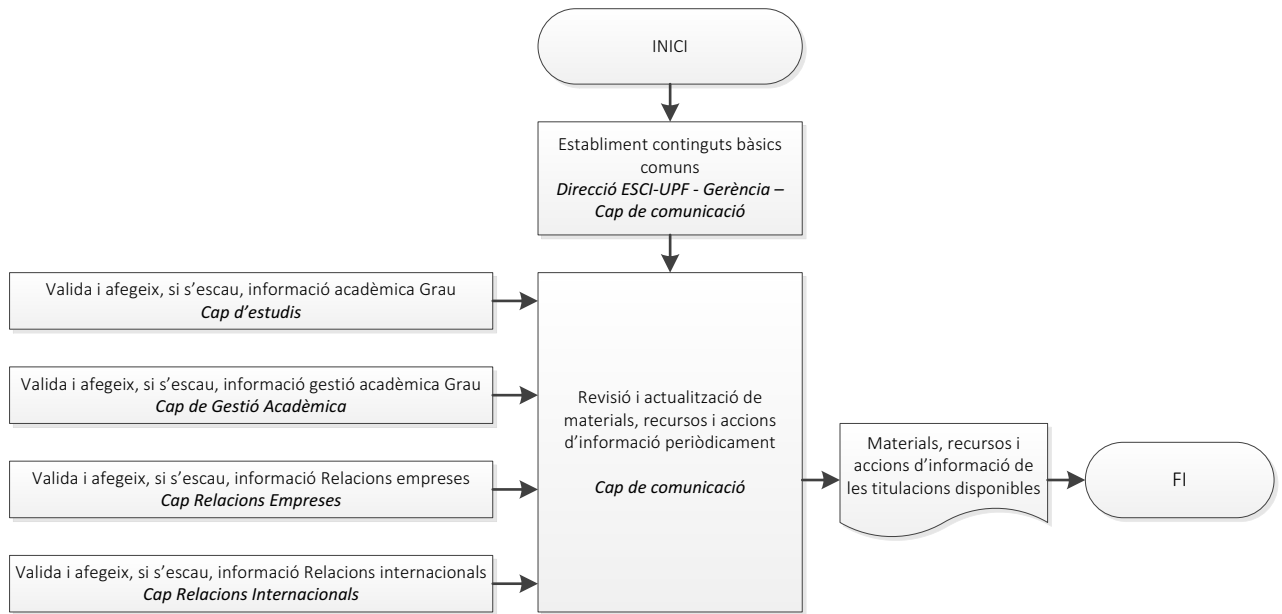 INICI
Establiment continguts bàsics
comuns
Direcció ESCI-UPF - Gerència –
Cap de comunicació
Valida i afegeix, si s’escau, informació acadèmica Grau
Cap d’estudis
Valida i afegeix, si s’escau, informació gestió acadèmica Grau
Cap de Gestió Acadèmica
Valida i afegeix, si s’escau, informació Relacions empreses
Cap Relacions Empreses
Valida i afegeix, si s’escau, informació Relacions internacionals
Cap Relacions Internacionals
Revisió i actualització de
materials, recursos i accions
d’informació periòdicament
Cap de comunicació
Materials, recursos i
accions d’informació de
les titulacions disponibles
FI